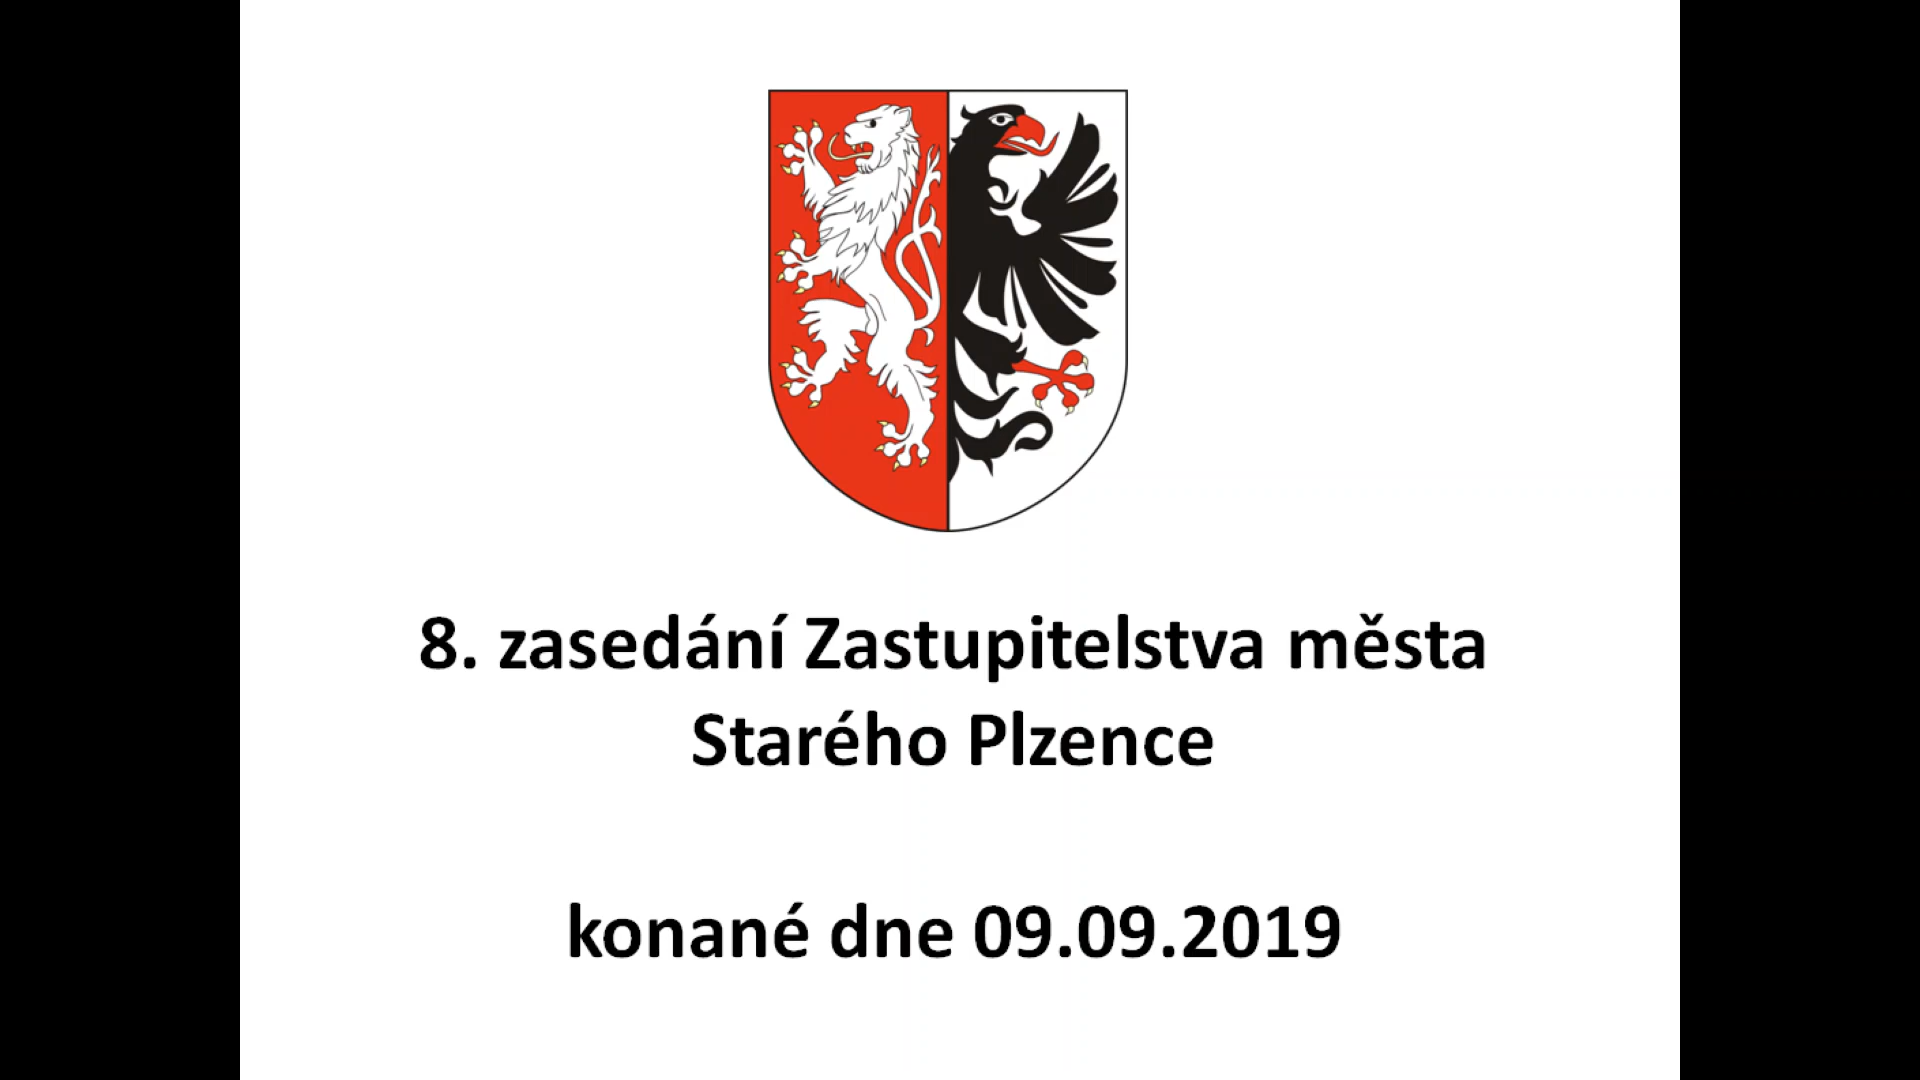 8. zasedání Zastupitelstva města
Starého Plzence
konané dne 09.09.2019